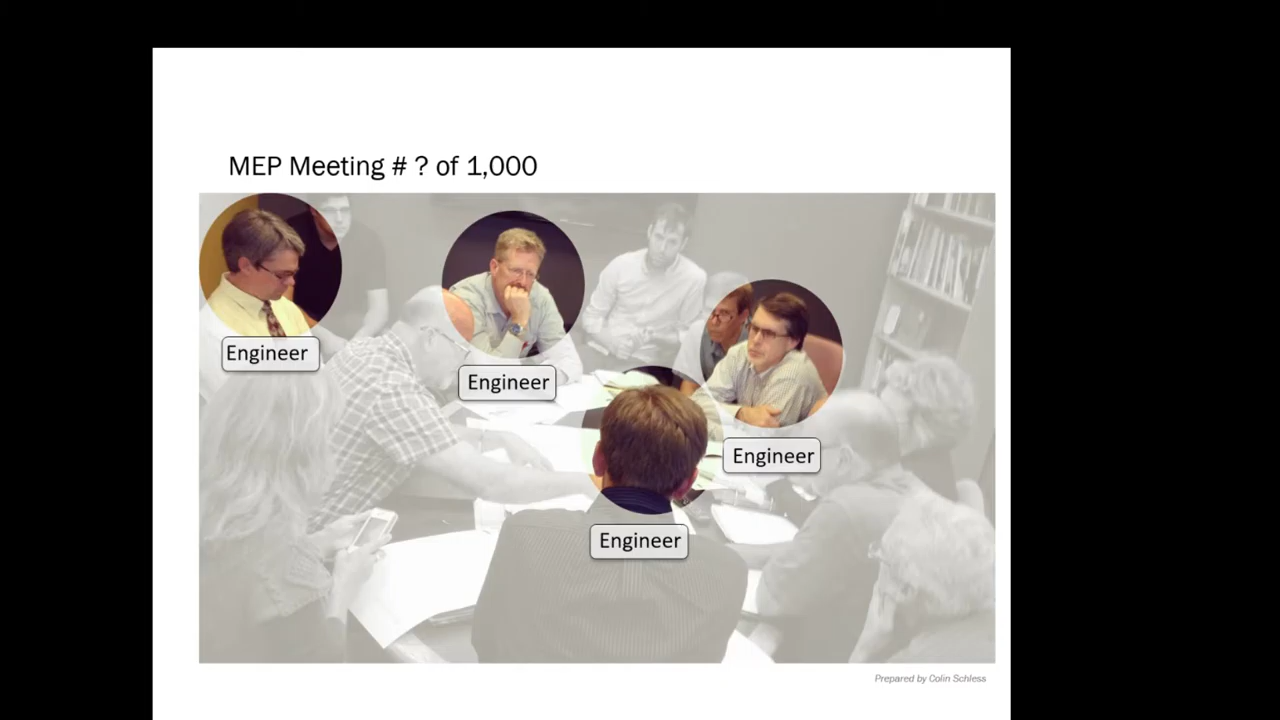 MEP Meeting # ? of 1,000
Engineer
Engineer
Engineer
Engineer
Prepared by Colin Schless